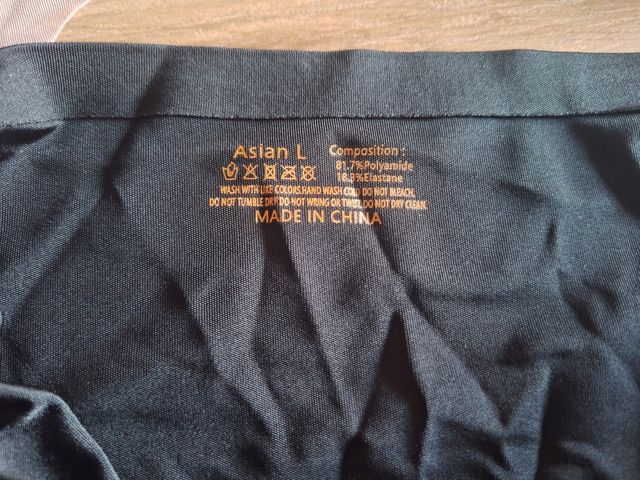 Asian L
Composition :
81.7%Polyamide
18.3%Elastane
WASH WITH LIKE COLORS.HAND WASH COLD DO NOT BLEACH.
DO NOT TUMBLE DRY DO NOT WRING OR TWIST. DO NOT DRY CLEAN.
MADE IN CHINA